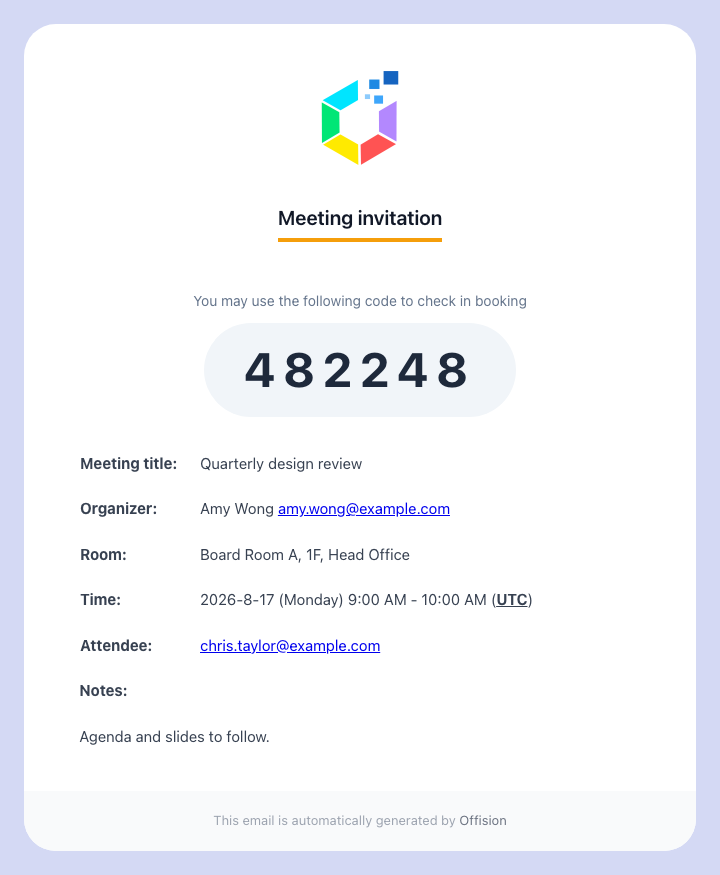 Meeting invitation
You may use the following code to check in booking
482248
Meeting title: Quarterly design review
Organizer: Amy Wong amy.wong@example.com
Room: Board Room A, 1F, Head Office
Time: 2026-8-17 (Monday) 9:00 AM - 10:00 AM (UTC)
Attendee: chris.taylor@example.com
Notes:
Agenda and slides to follow.
This email is automatically generated by Offision